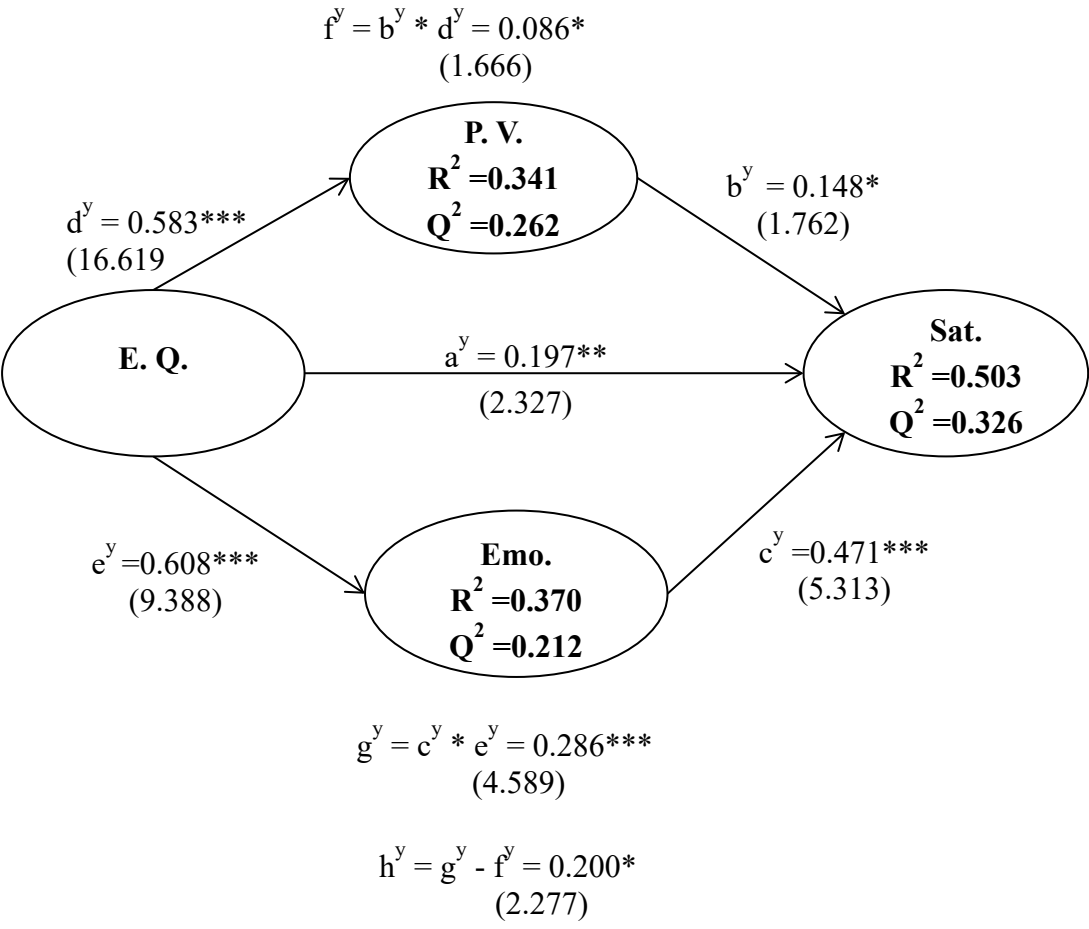 f^y = b^y * d^y = 0.086*
(1.666)
P. V.
R^2 =0.341
Q^2 =0.262
b^y = 0.148*
(1.762)
d^y = 0.583***
(16.619
E. Q.
a^y = 0.197**
(2.327)
Sat.
R^2 =0.503
Q^2 =0.326
e^y =0.608***
(9.388)
Emo.
R^2 =0.370
Q^2 =0.212
c^y =0.471***
(5.313)
g^y = c^y * e^y = 0.286***
(4.589)
h^y = g^y - f^y = 0.200*
(2.277)